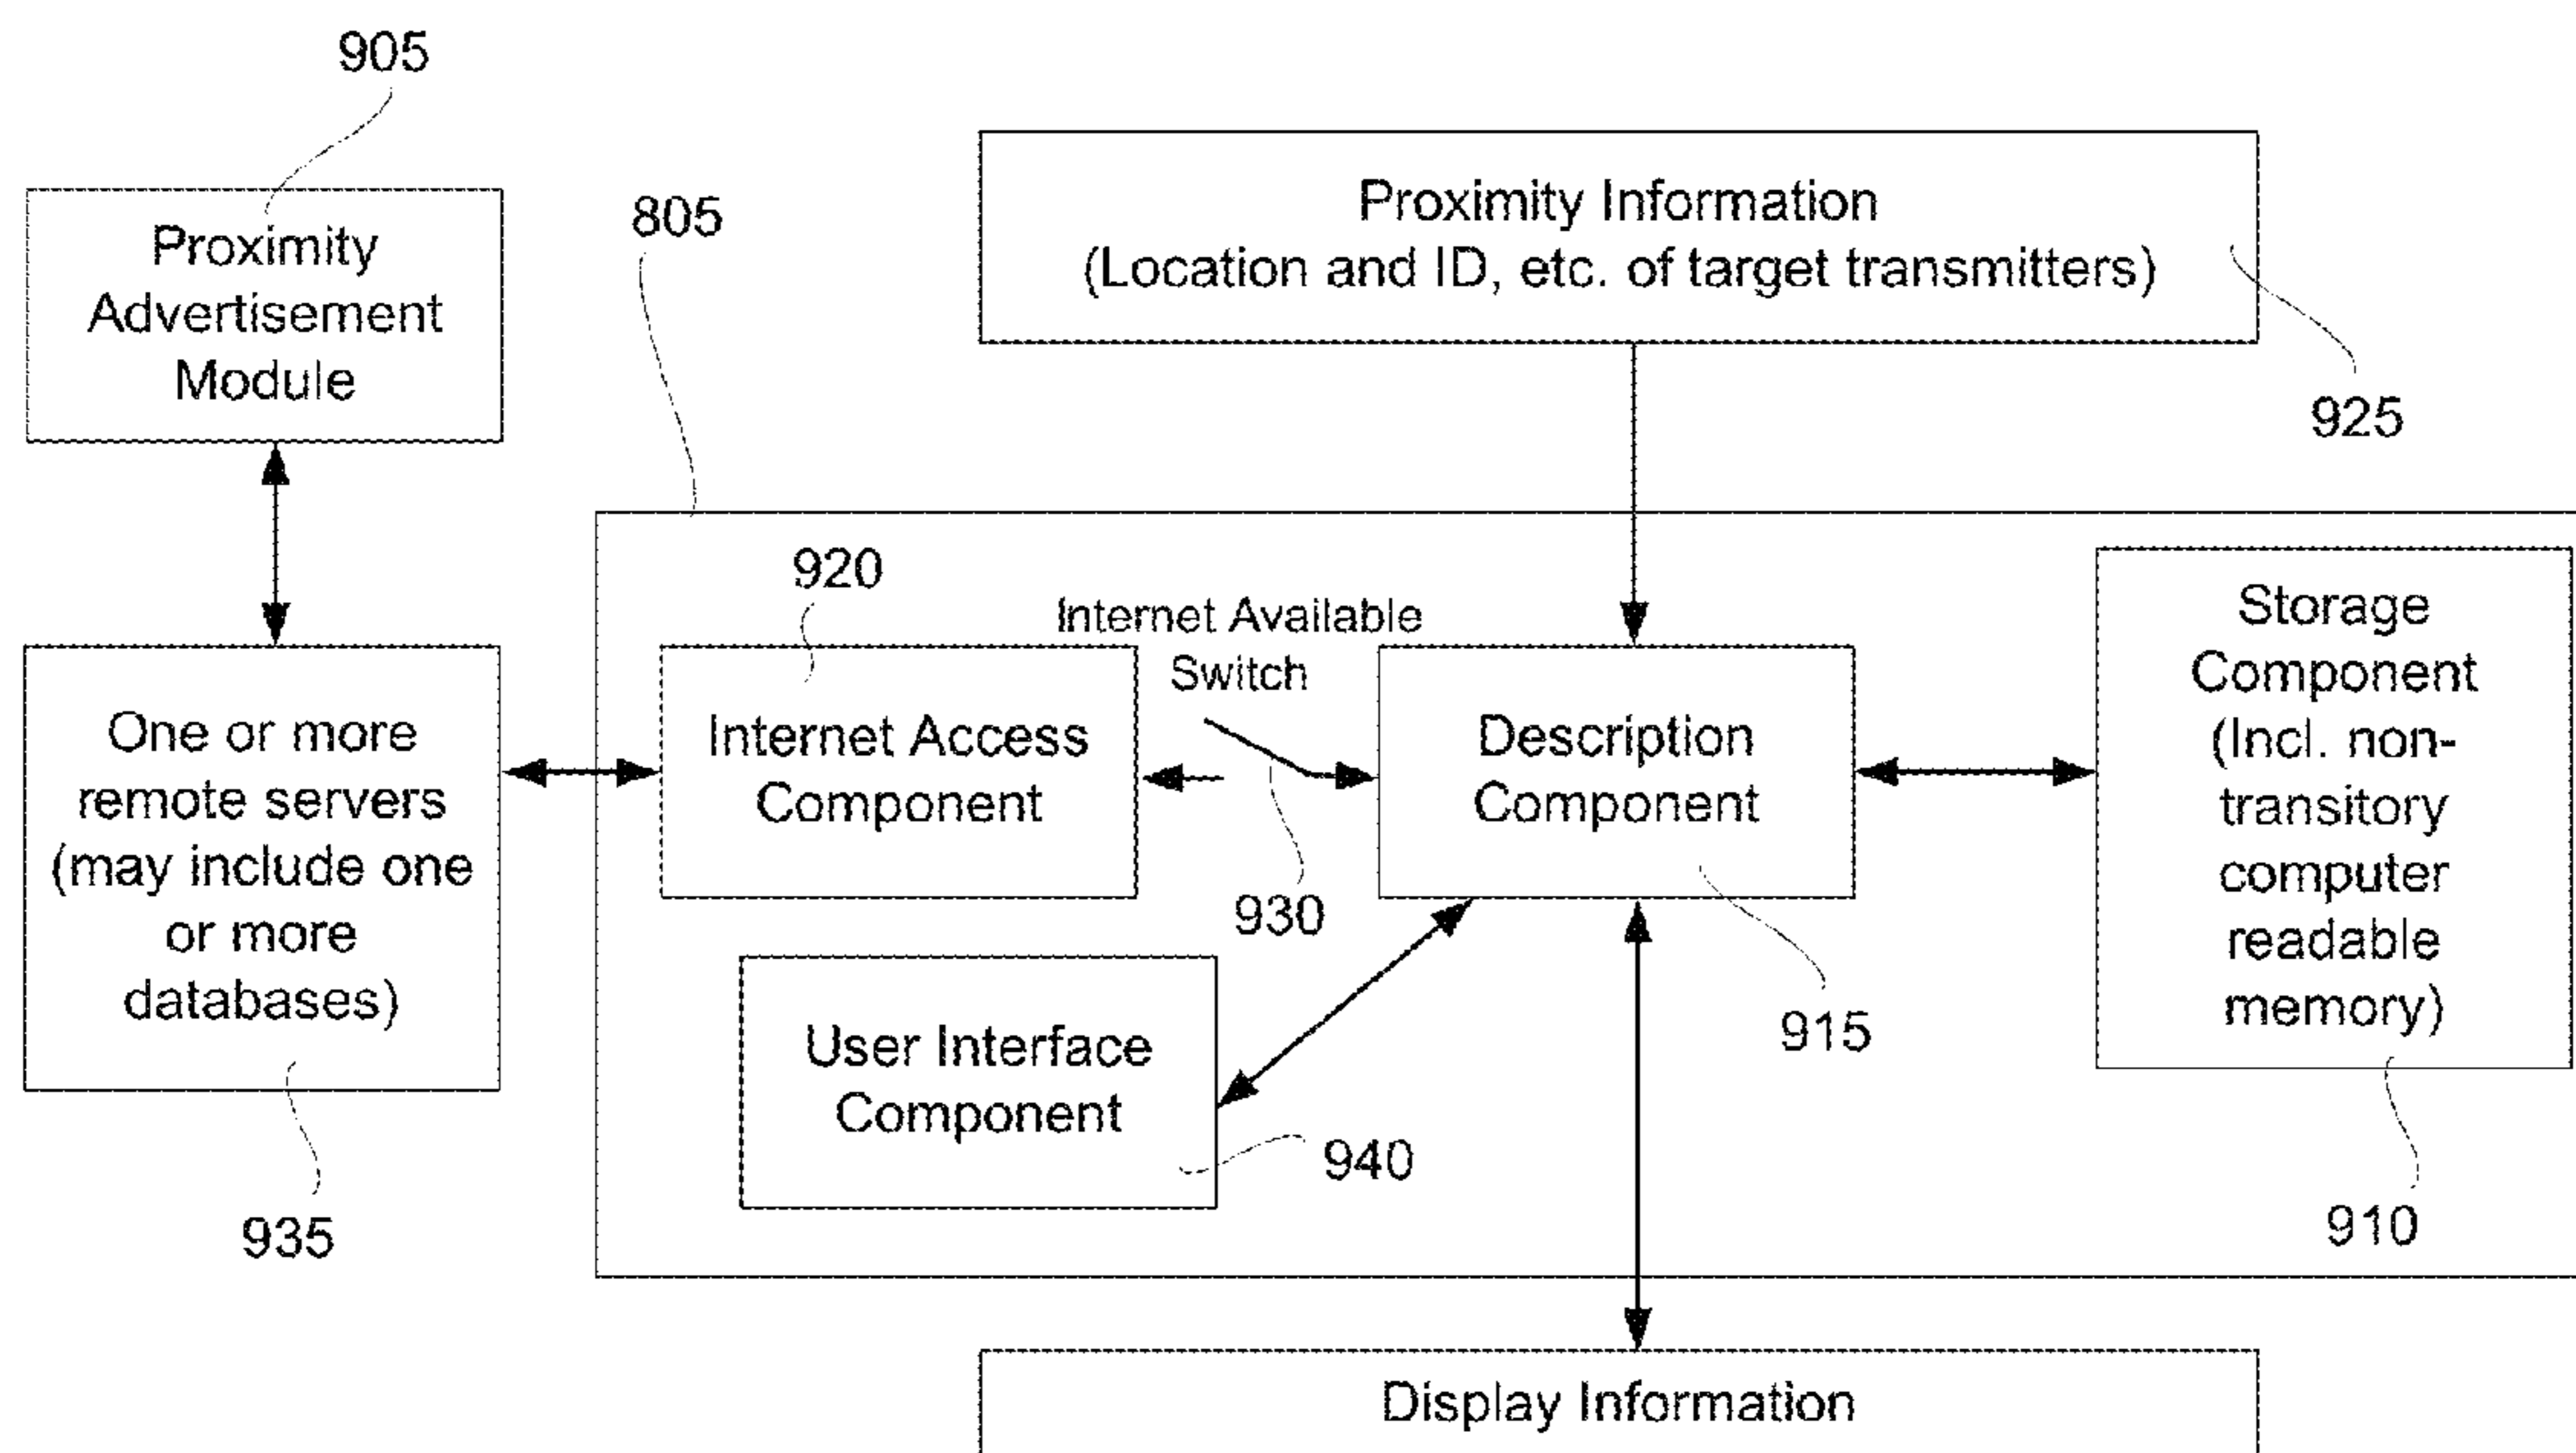 905
Proximity
Advertisement
Module
805
Proximity Information
(Location and ID, etc. of target transmitters)
925
920
Internet Available
Switch
Internet Access
Component
930
Description
Component
915
Storage
Component
(Incl. non-
transitory
computer
readable
memory)
910
One or more
remote servers
(may include one
or more
databases)
935
User Interface
Component
940
Display Information